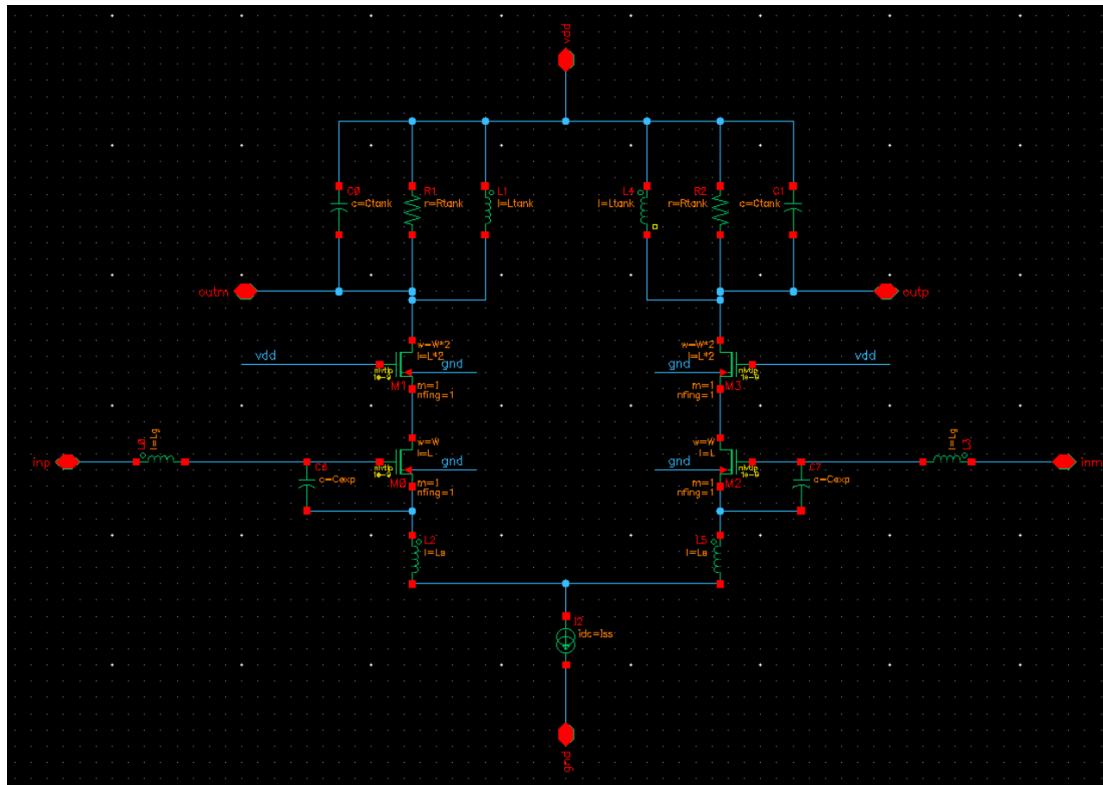 vdd
C0
c=Ctank
R1
r=Rtank
L1
l=Ltank
L4
l=Ltank
R2
r=Rtank
C1
c=Ctank
outm
outp
vdd
w=W*2
l=L*2
gnd
M1
m=1
nfing=1
w=W*2
l=L*2
gnd
M3
m=1
nfing=1
vdd
inp
l=Lg
C6
c=Cexp
w=W
l=L
gnd
M0
m=1
nfing=1
w=W
l=L
gnd
M2
m=1
nfing=1
C7
c=Cexp
L3
l=Lg
inm
L2
l=Ls
L5
l=Ls
idc=Iss
gnd